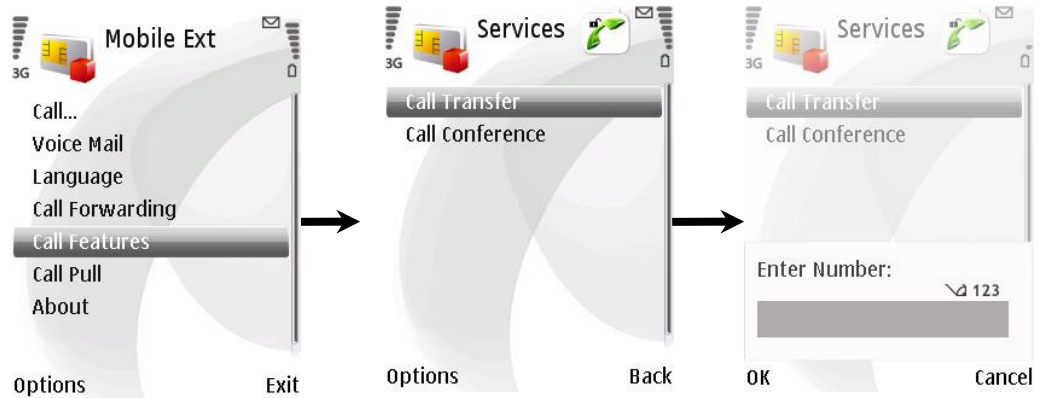 Mobile Ext
3G
Call...
Voice Mail
Language
Call Forwarding
Call Features
Call Pull
About
Options
Exit
Services
3G
Call Transfer
Call Conference
Options
Back
Services
3G
Call Transfer
Call Conference
Enter Number:
123
OK
Cancel